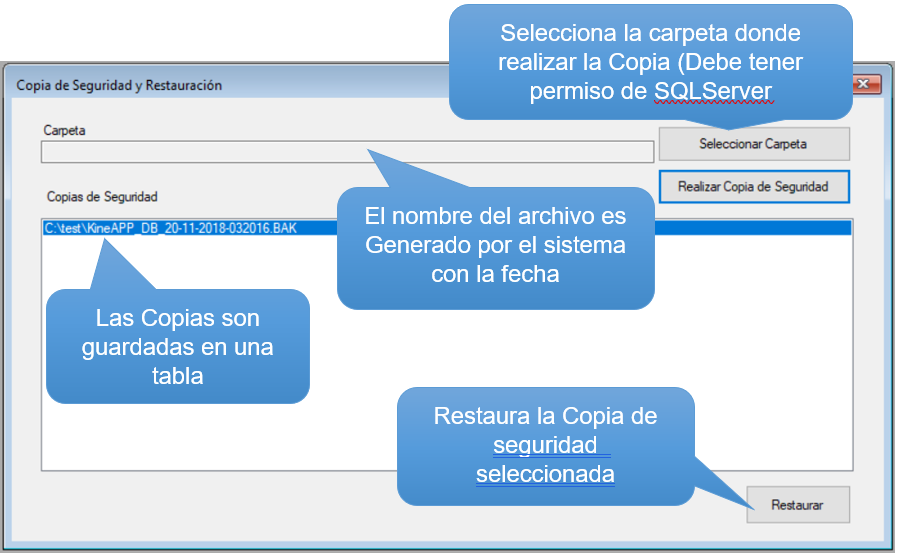 Selecciona la carpeta donde
realizar la Copia (Debe tener
permiso de SQLServer
Copia de Seguridad y Restauración
Carpeta
Seleccionar Carpeta
Realizar Copia de Seguridad
Copias de Seguridad
El nombre del archivo es
Generado por el sistema
con la fecha
C:\test\KineAPP_DB_20-11-2018-032016.BAK
Las Copias son
guardadas en una
tabla
Restaura la Copia de
seguridad
seleccionada
Restaurar